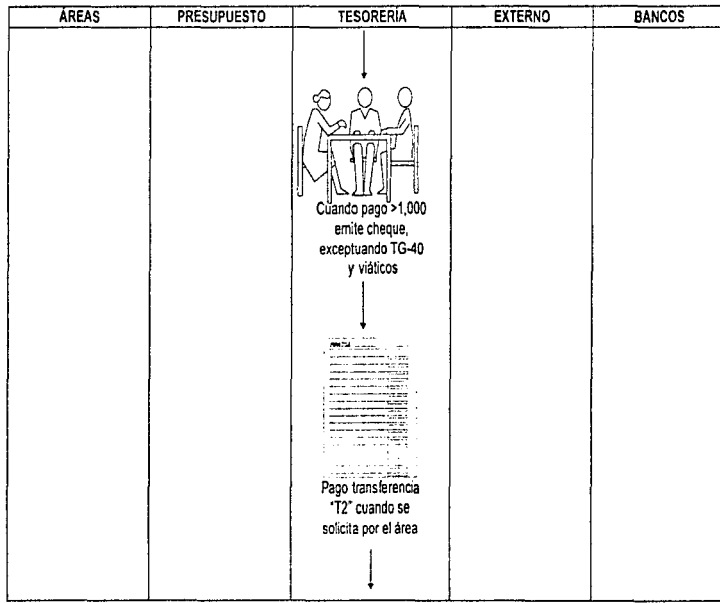 ÁREAS PRESUPUESTO TESORERÍA EXTERNO BANCOS
Cuando pago >1,000
emite cheque,
exceptuando TG-40
y viáticos
Pago transferencia
"T2" cuando se
solicita por el área